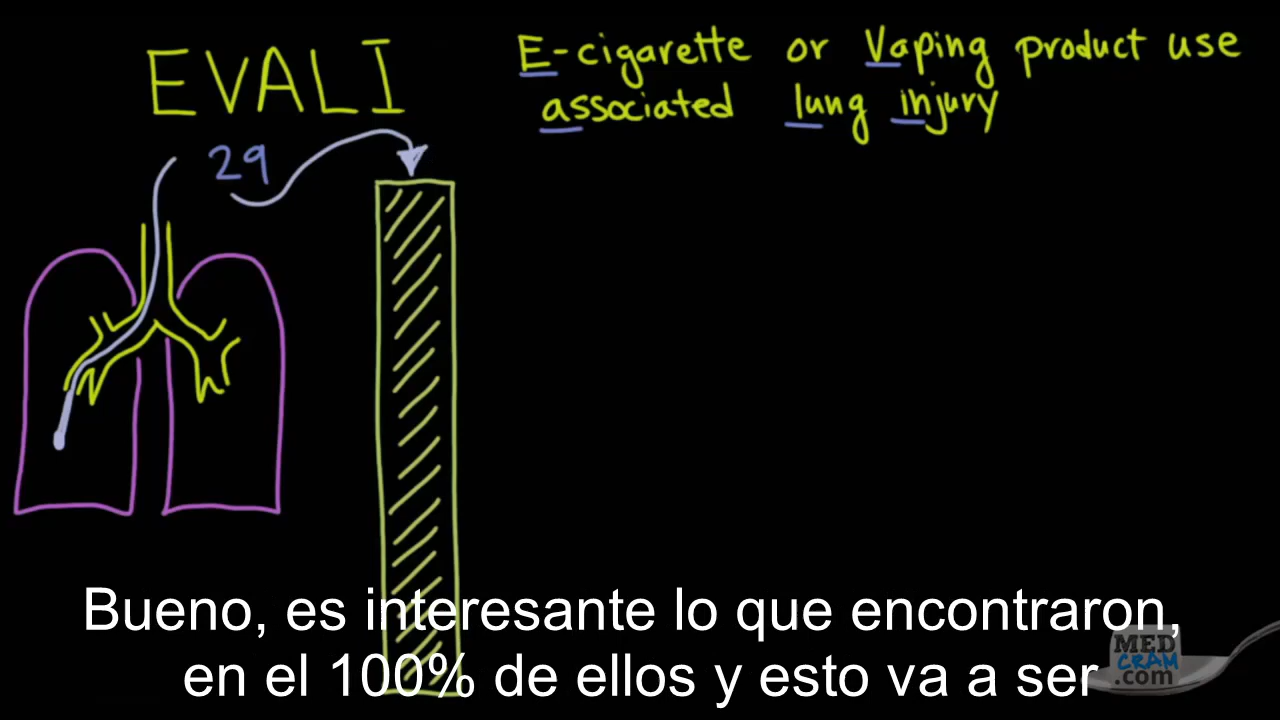 EVALI
E-cigarette or Vaping product use
associated lung injury
29
Bueno, es interesante lo que encontraron,
en el 100% de ellos y esto va a ser
MED
CRAM
.com